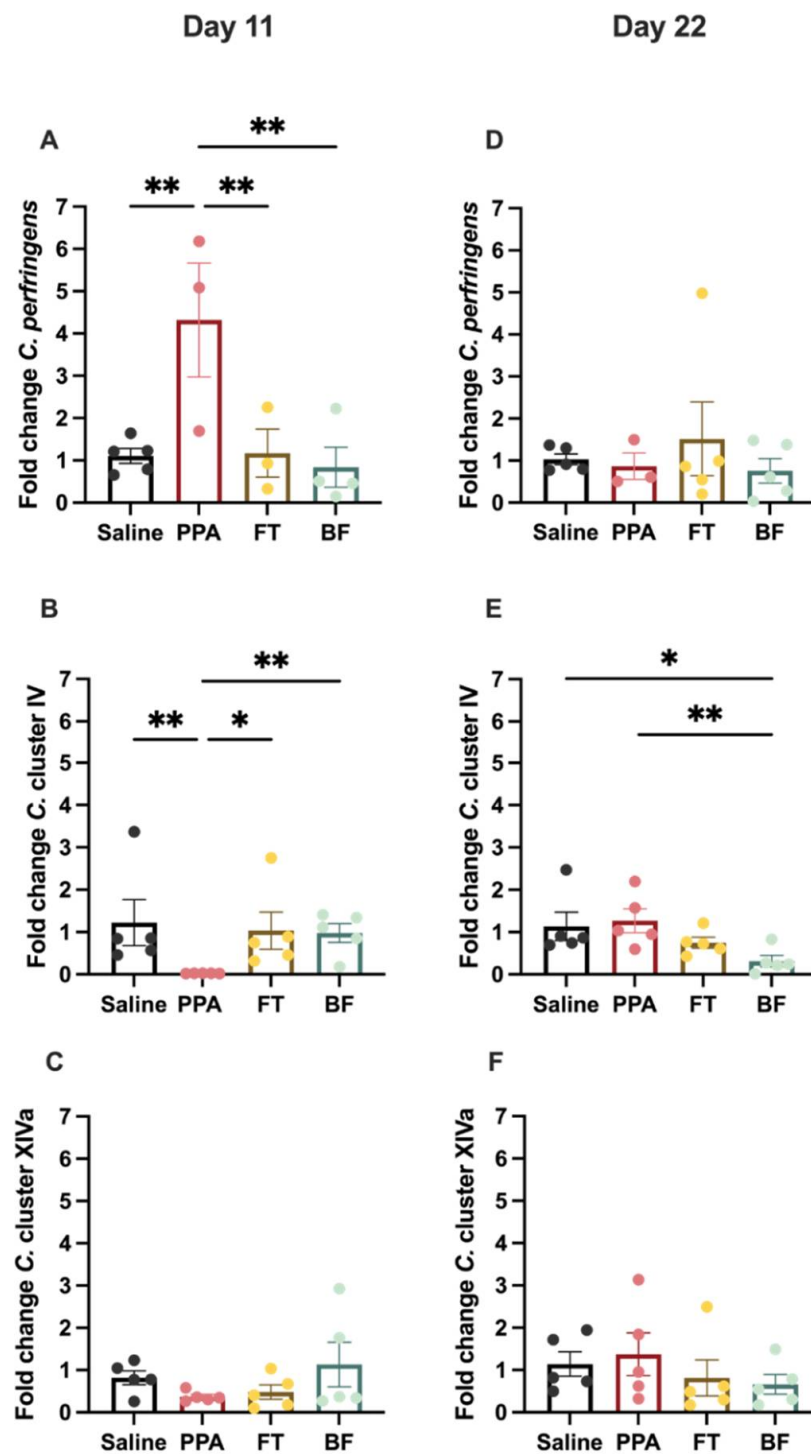 Day 11
Day 22
A
**
** **
Fold change C. perfringens
7
6
5
4
3
2
1
0
Saline PPA FT BF
D
Fold change C. perfringens
7
6
5
4
3
2
1
0
Saline PPA FT BF
B
**
** *
Fold change C. cluster IV
7
6
5
4
3
2
1
0
Saline PPA FT BF
E
*
**
Fold change C. cluster IV
7
6
5
4
3
2
1
0
Saline PPA FT BF
C
Fold change C. cluster XIVa
7
6
5
4
3
2
1
0
Saline PPA FT BF
F
Fold change C. cluster XIVa
7
6
5
4
3
2
1
0
Saline PPA FT BF